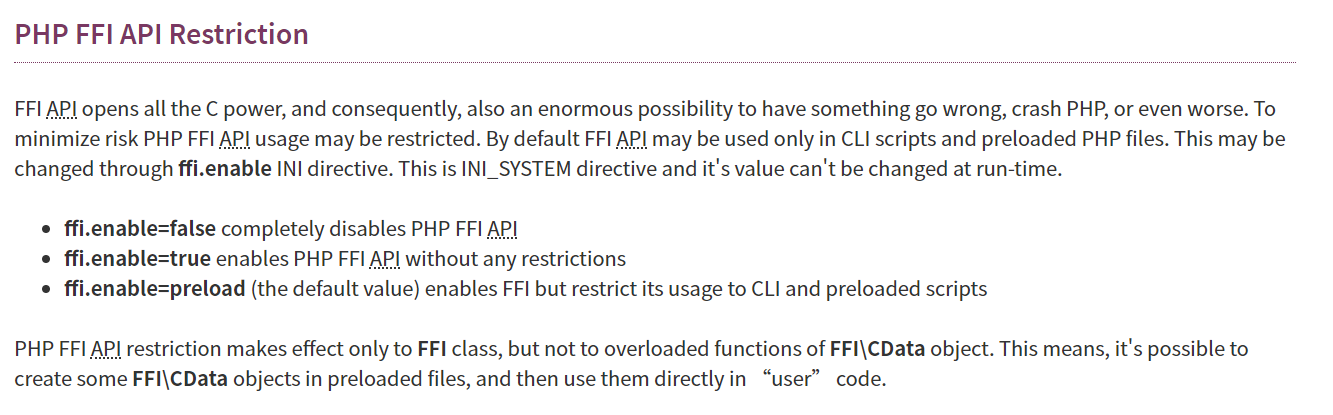 PHP FFI API Restriction
FFI API opens all the C power, and consequently, also an enormous possibility to have something go wrong, crash PHP, or even worse. To
minimize risk PHP FFI API usage may be restricted. By default FFI API may be used only in CLI scripts and preloaded PHP files. This may be
changed through ffi.enable INI directive. This is INI_SYSTEM directive and it's value can't be changed at run-time.
• ffi.enable=false completely disables PHP FFI API
• ffi.enable=true enables PHP FFI API without any restrictions
• ffi.enable=preload (the default value) enables FFI but restrict its usage to CLI and preloaded scripts
PHP FFI API restriction makes effect only to FFI class, but not to overloaded functions of FFI\CData object. This means, it's possible to
create some FFI\CData objects in preloaded files, and then use them directly in “user” code.